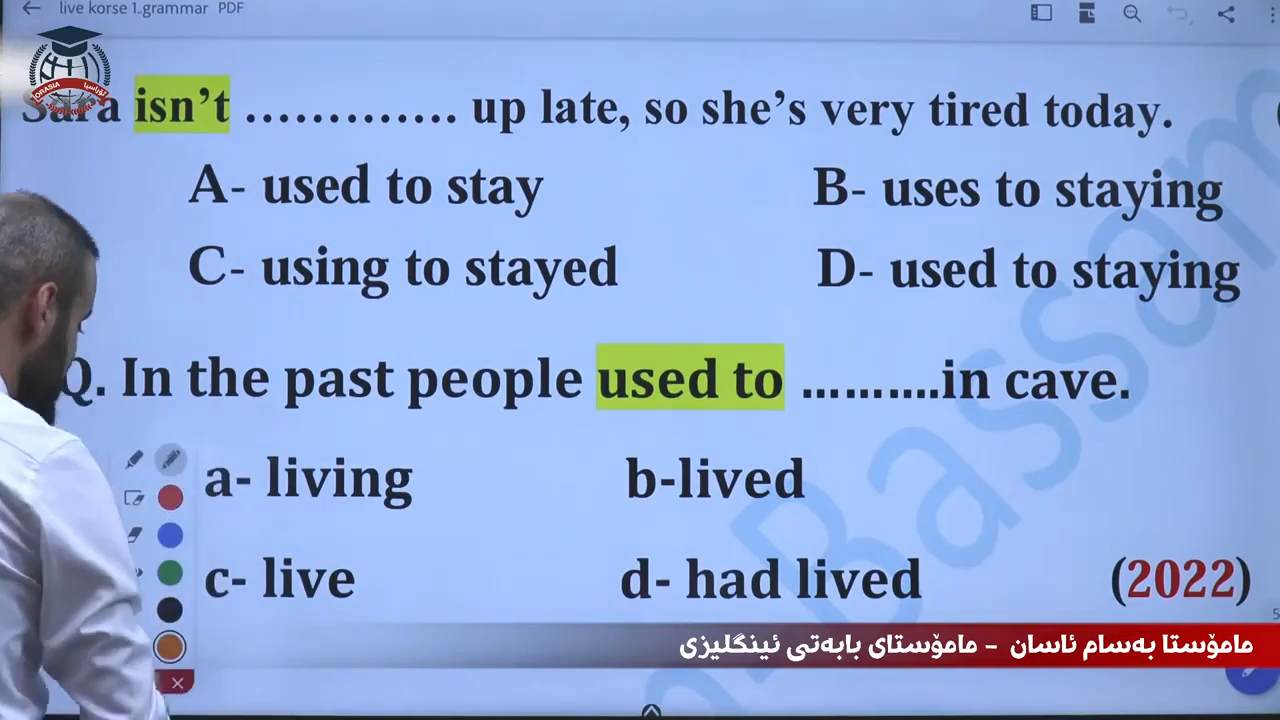 live korse 1.grammar PDF
Sara isn't ............. up late, so she's very tired today.
A- used to stay B- uses to staying
C- using to stayed D- used to staying
Q. In the past people used to ..........in cave.
a- living b-lived
c- live d- had lived (2022)
مامۆستا بەسام ئاسان - مامۆستای بابەتی ئینگلیزی
Bassam